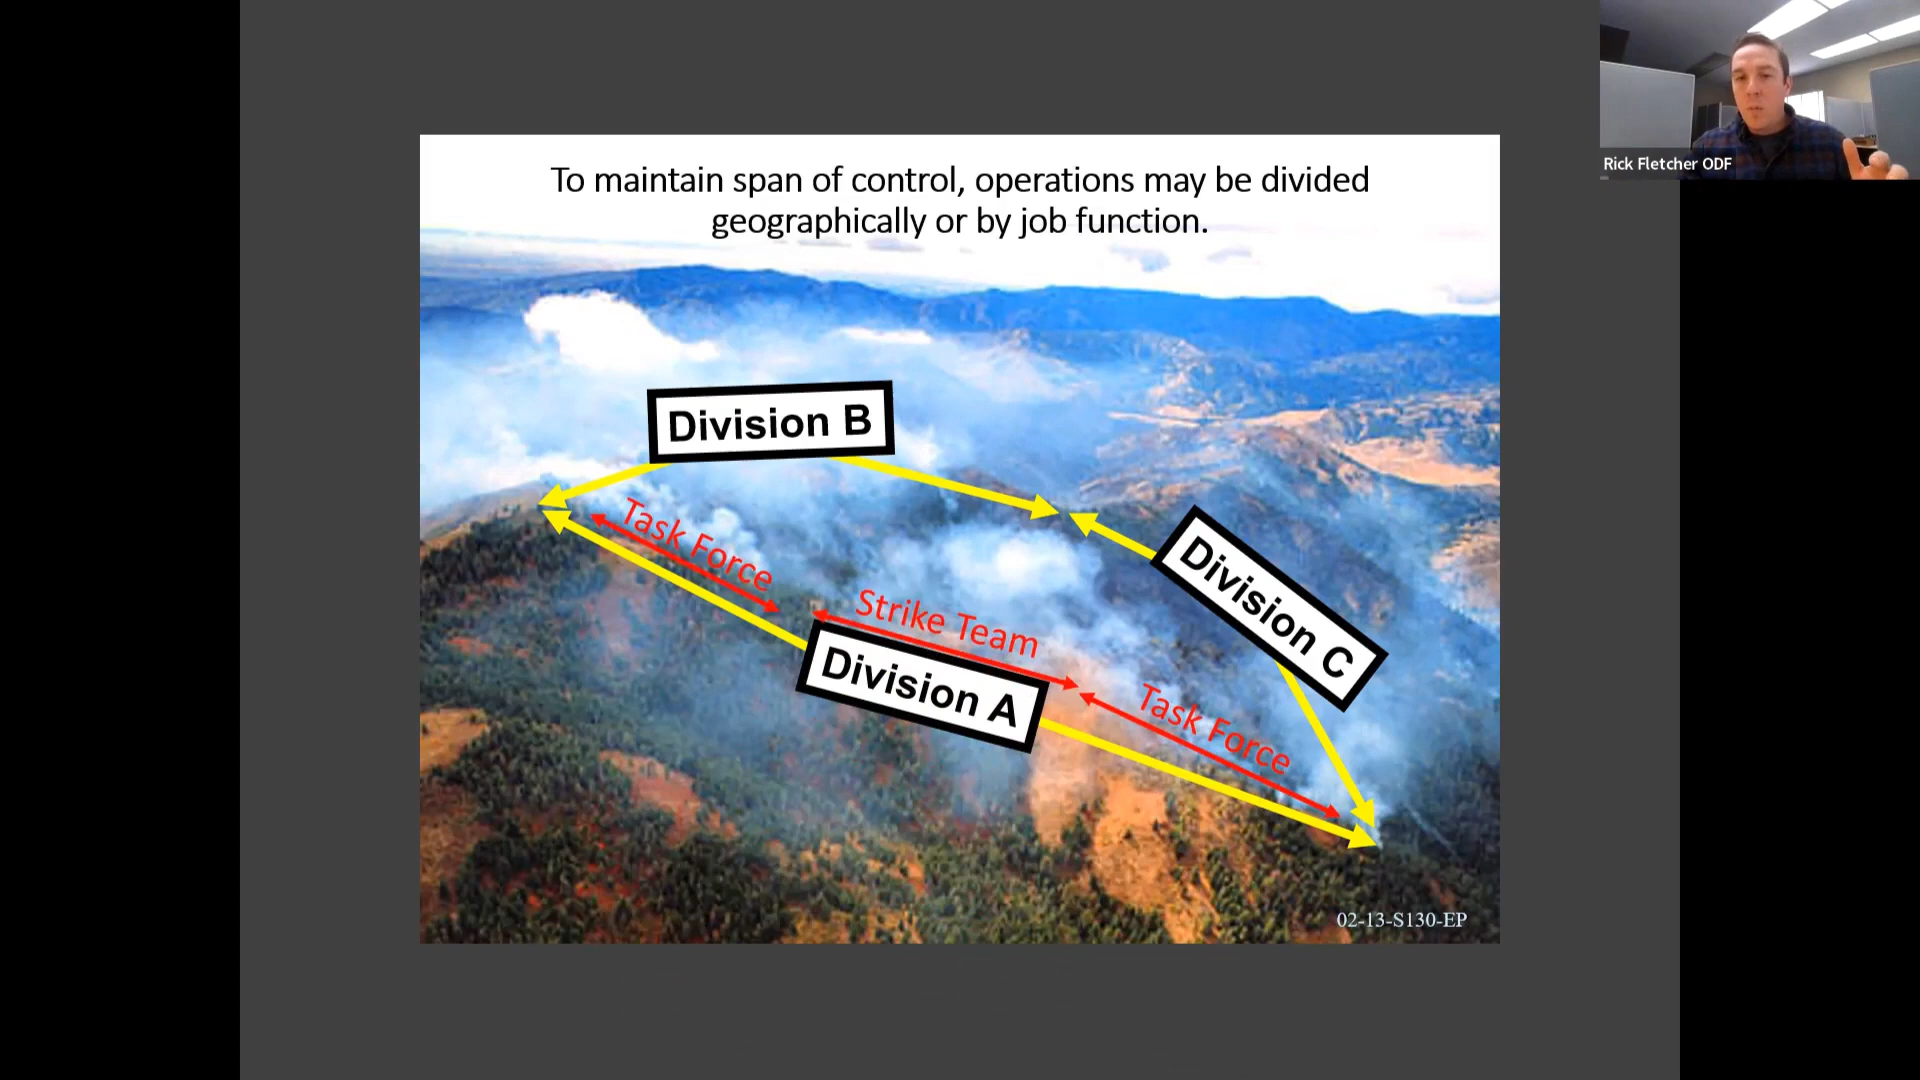 To maintain span of control, operations may be divided
geographically or by job function.
Rick Fletcher ODF
Division B
Task Force
Strike Team
Division A
Division C
Task Force
02-13-S130-EP